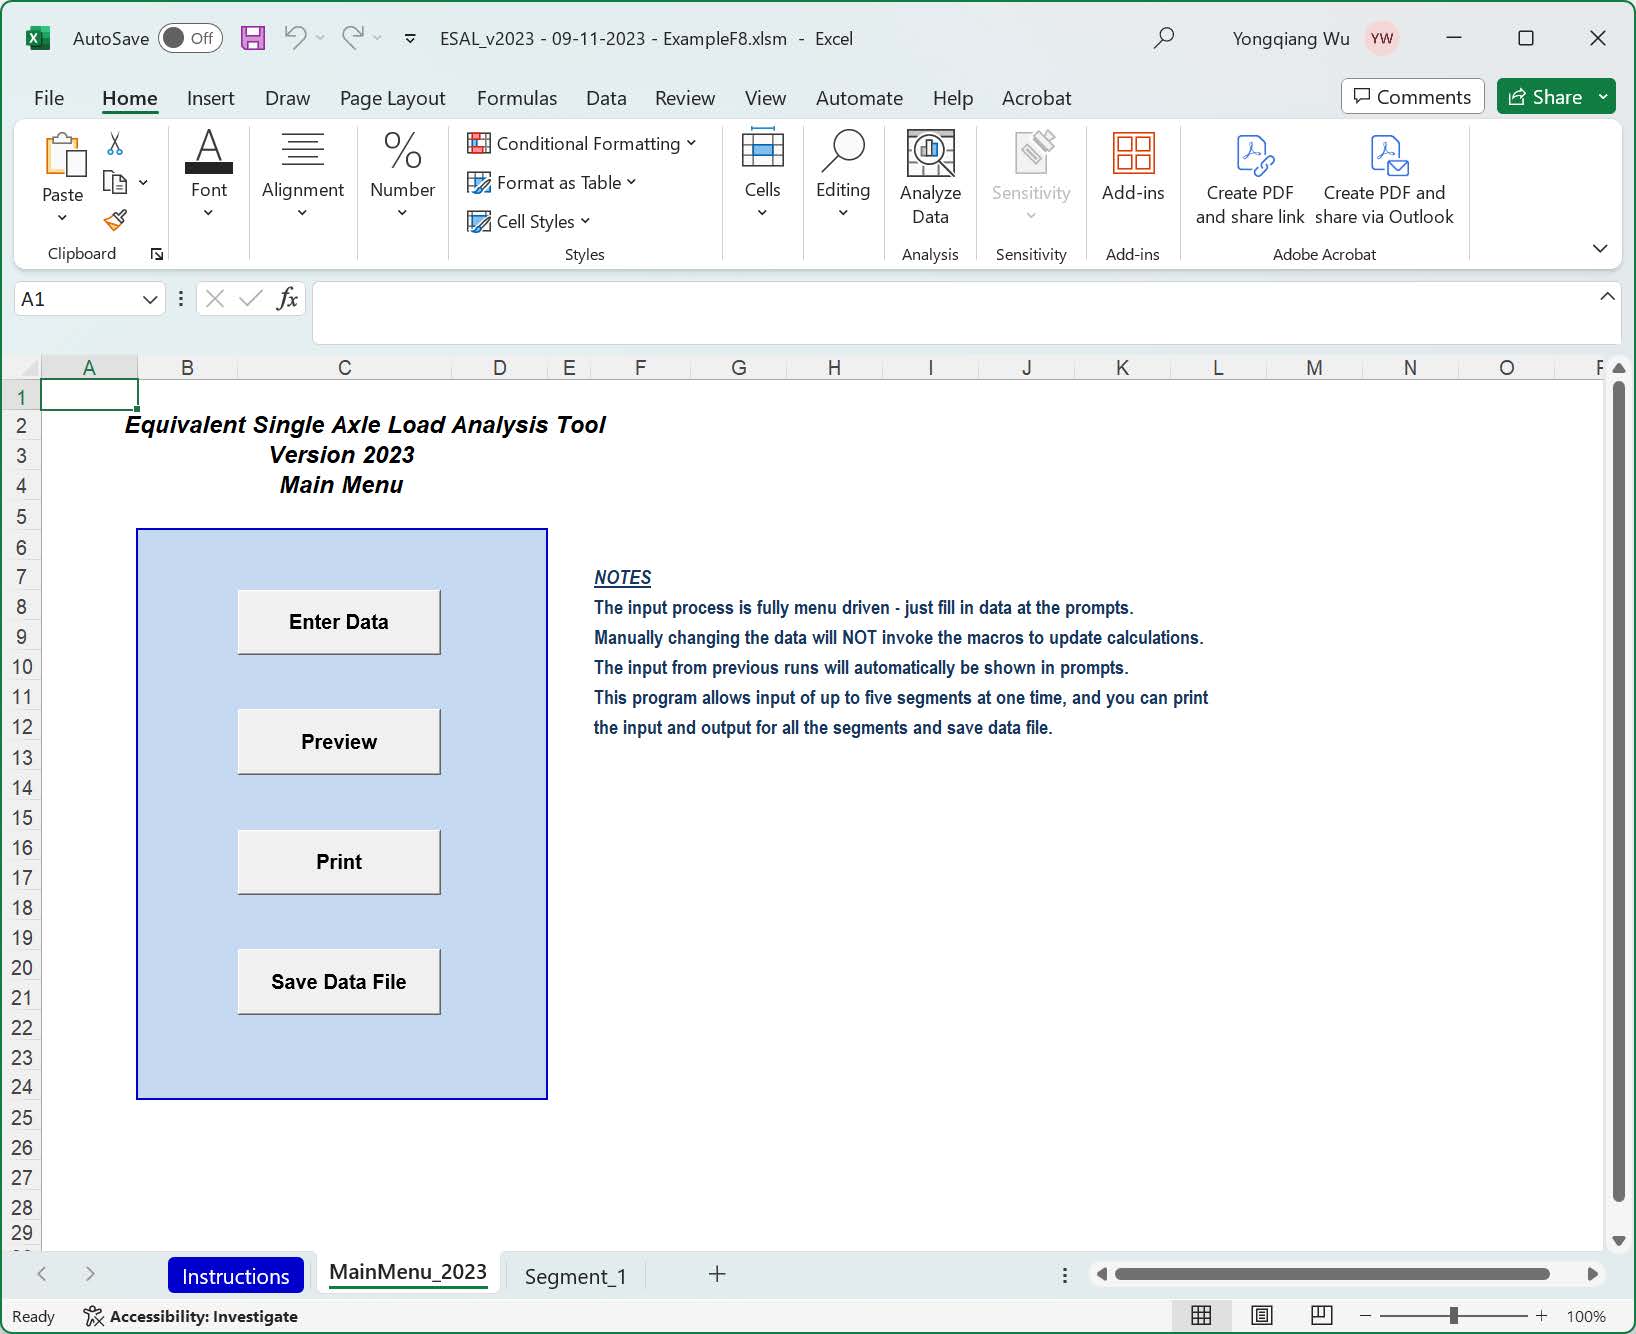 AutoSave Off ESAL_v2023 - 09-11-2023 - ExampleF8.xlsm - Excel Yongqiang Wu YW
File Home Insert Draw Page Layout Formulas Data Review View Automate Help Acrobat Comments Share
Paste
Clipboard
Font
Alignment
Number
Conditional Formatting
Format as Table
Cell Styles
Styles
Cells
Editing
Analyze
Data
Analysis
Sensitivity
Sensitivity
Add-ins
Add-ins
Create PDF
and share link
Create PDF and
share via Outlook
Adobe Acrobat
A1 fx
A B C D E F G H I J K L M N O
1
2
3
4
5
6
7
8
9
10
11
12
13
14
15
16
17
18
19
20
21
22
23
24
25
26
27
28
29
Equivalent Single Axle Load Analysis Tool
Version 2023
Main Menu
Enter Data
Preview
Print
Save Data File
NOTES
The input process is fully menu driven - just fill in data at the prompts.
Manually changing the data will NOT invoke the macros to update calculations.
The input from previous runs will automatically be shown in prompts.
This program allows input of up to five segments at one time, and you can print
the input and output for all the segments and save data file.
Instructions MainMenu_2023 Segment_1
Ready Accessibility: Investigate 100%